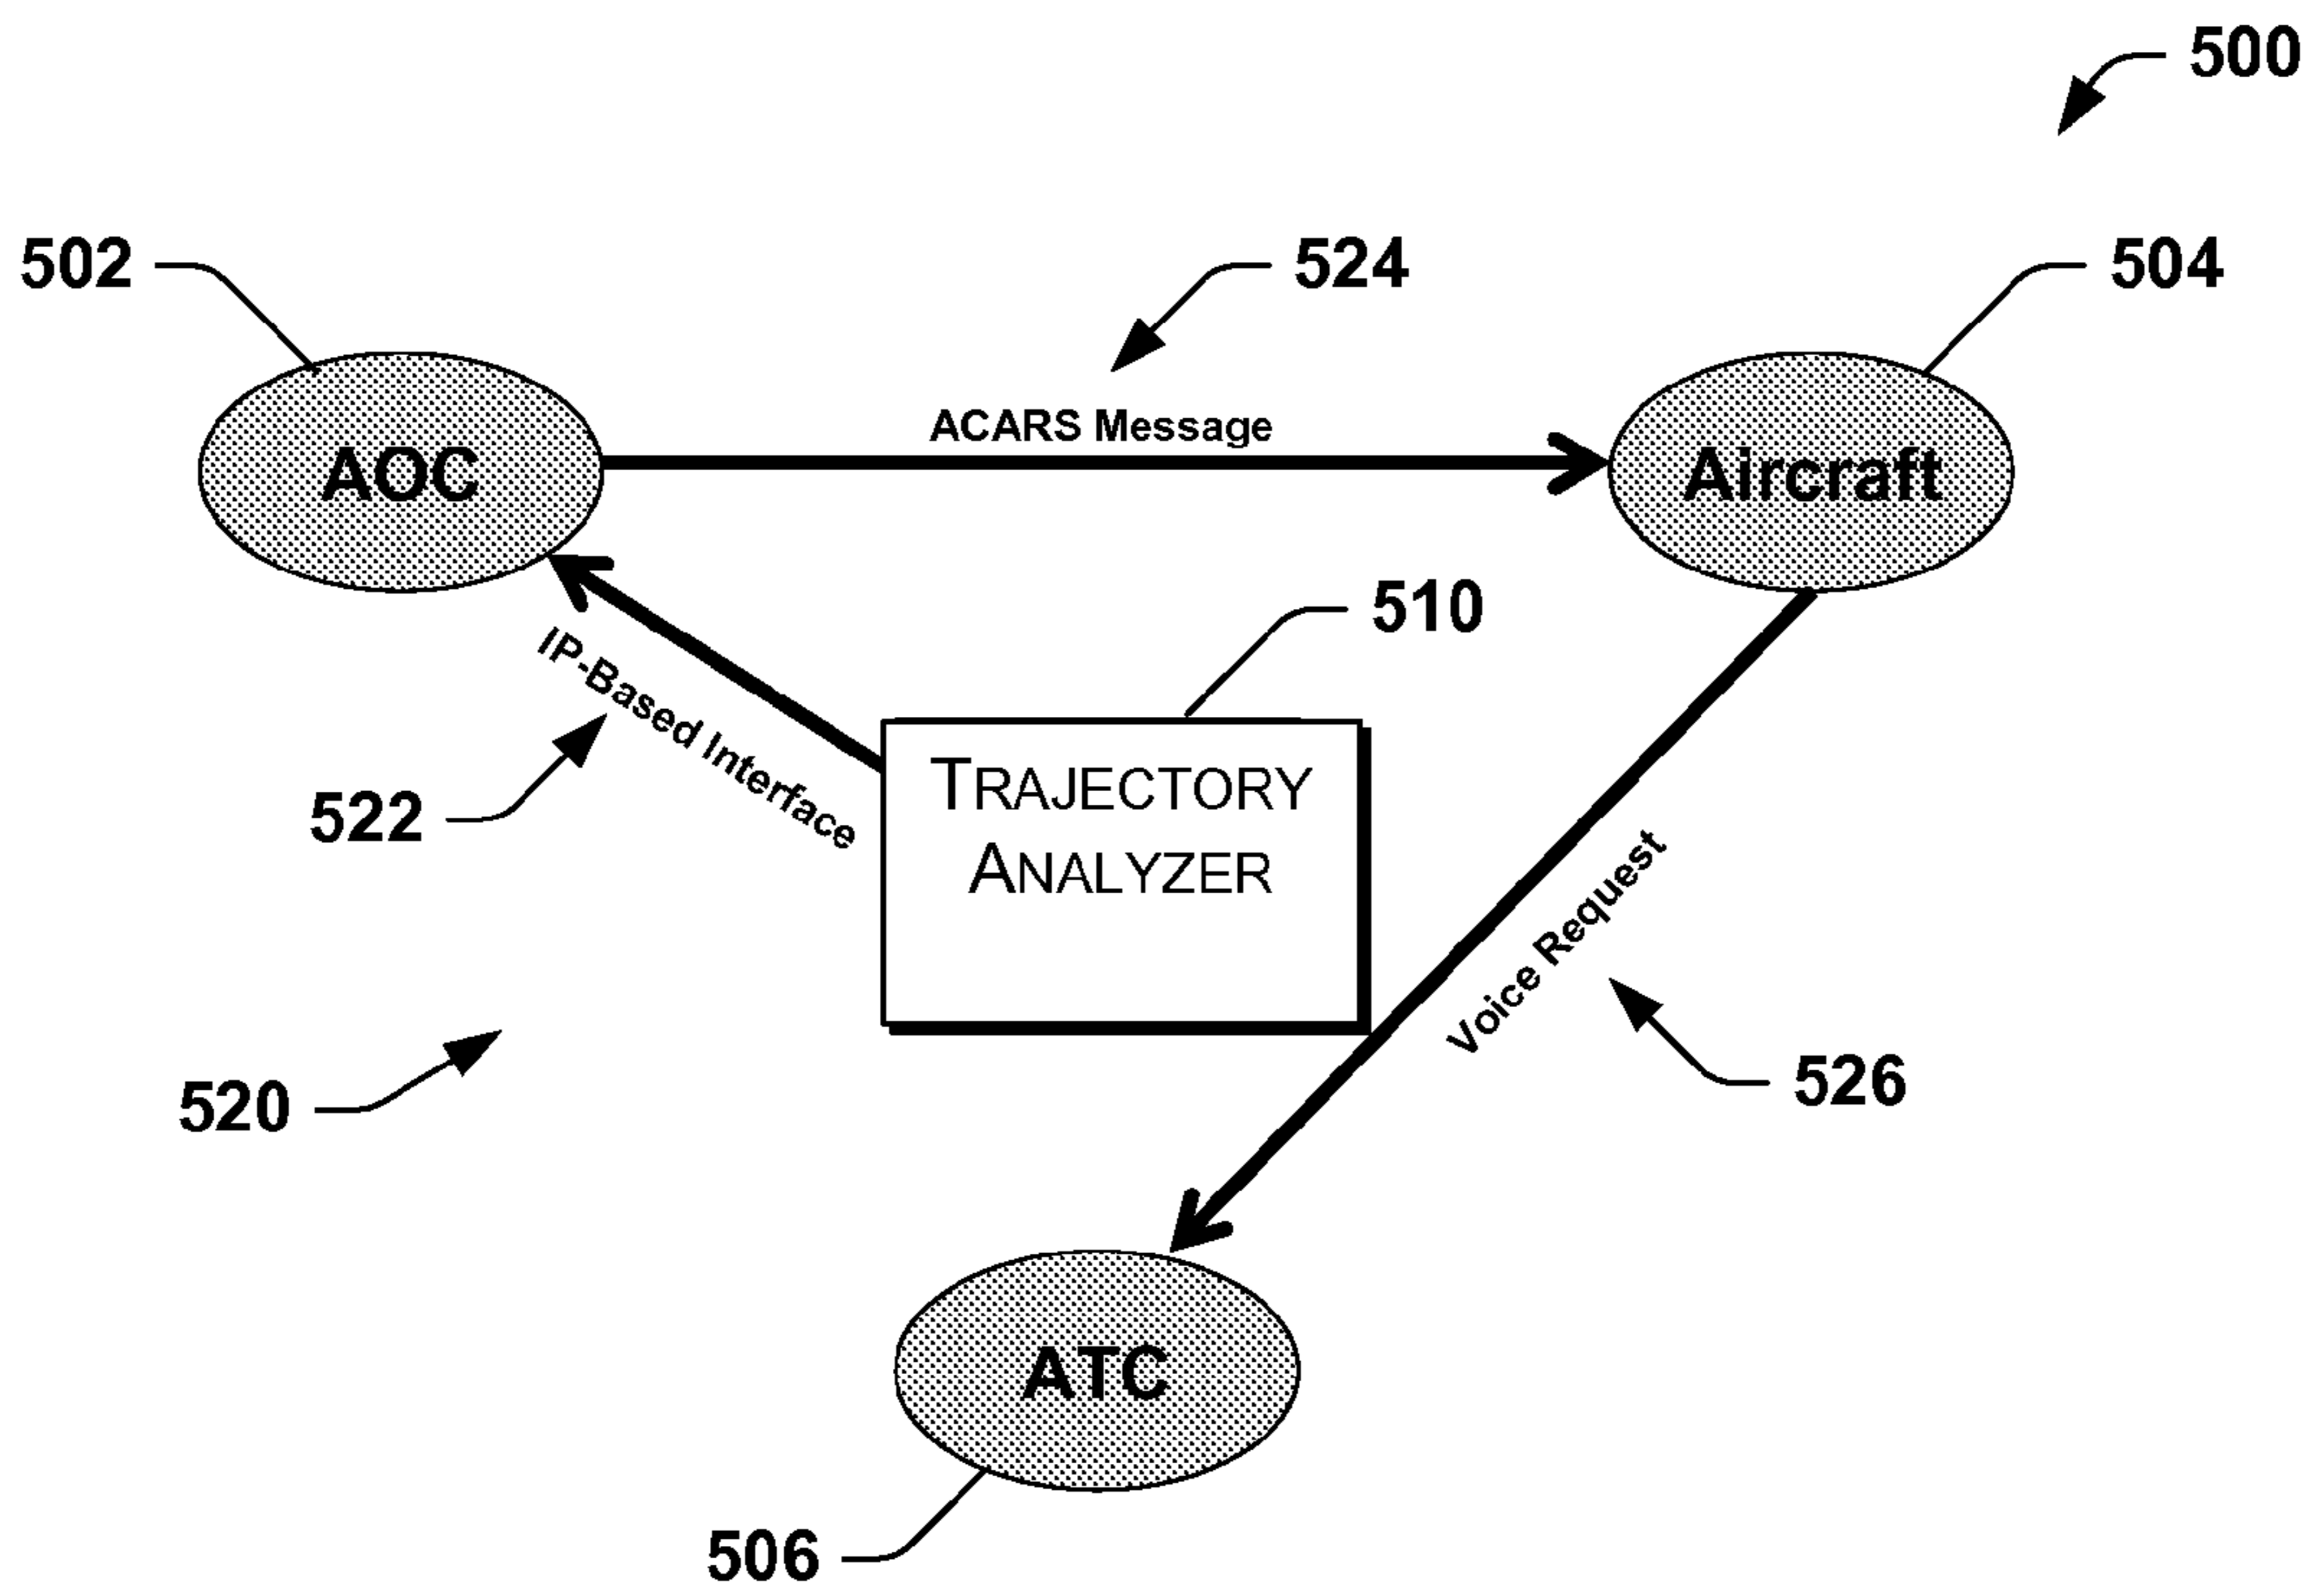 500
502
524
504
ACARS Message
AOC
Aircraft
510
IP-Based Interface
TRAJECTORY
ANALYZER
522
Voice Request
520
526
ATC
506